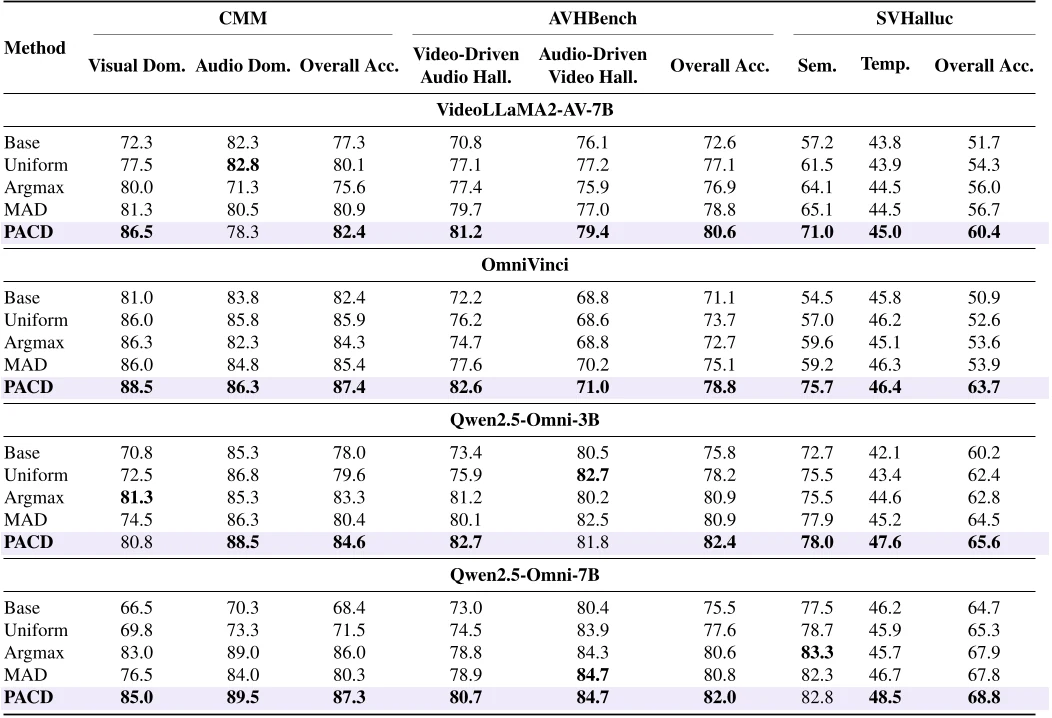 CMM AVHBench SVHalluc
Method Visual Dom. Audio Dom. Overall Acc. Video-Driven Audio Hall. Audio-Driven Video Hall. Overall Acc. Sem. Temp. Overall Acc.
VideoLLaMA2-AV-7B
Base 72.3 82.3 77.3 70.8 76.1 72.6 57.2 43.8 51.7
Uniform 77.5 82.8 80.1 77.1 77.2 77.1 61.5 43.9 54.3
Argmax 80.0 71.3 75.6 77.4 75.9 76.9 64.1 44.5 56.0
MAD 81.3 80.5 80.9 79.7 77.0 78.8 65.1 44.5 56.7
PACD 86.5 78.3 82.4 81.2 79.4 80.6 71.0 45.0 60.4
OmniVinci
Base 81.0 83.8 82.4 72.2 68.8 71.1 54.5 45.8 50.9
Uniform 86.0 85.8 85.9 76.2 68.6 73.7 57.0 46.2 52.6
Argmax 86.3 82.3 84.3 74.7 68.8 72.7 59.6 45.1 53.6
MAD 86.0 84.8 85.4 77.6 70.2 75.1 59.2 46.3 53.9
PACD 88.5 86.3 87.4 82.6 71.0 78.8 75.7 46.4 63.7
Qwen2.5-Omni-3B
Base 70.8 85.3 78.0 73.4 80.5 75.8 72.7 42.1 60.2
Uniform 72.5 86.8 79.6 75.9 82.7 78.2 75.5 43.4 62.4
Argmax 81.3 85.3 83.3 81.2 80.2 80.9 75.5 44.6 62.8
MAD 74.5 86.3 80.4 80.1 82.5 80.9 77.9 45.2 64.5
PACD 80.8 88.5 84.6 82.7 81.8 82.4 78.0 47.6 65.6
Qwen2.5-Omni-7B
Base 66.5 70.3 68.4 73.0 80.4 75.5 77.5 46.2 64.7
Uniform 69.8 73.3 71.5 74.5 83.9 77.6 78.7 45.9 65.3
Argmax 83.0 89.0 86.0 78.8 84.3 80.6 83.3 45.7 67.9
MAD 76.5 84.0 80.3 78.9 84.7 80.8 82.3 46.7 67.8
PACD 85.0 89.5 87.3 80.7 84.7 82.0 82.8 48.5 68.8